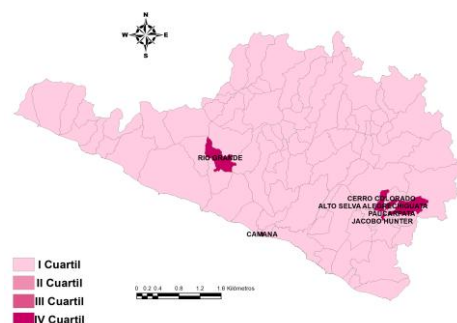 N
W E
S
RIO GRANDE
CERRO COLORADO
ALTO SELVA ALEGRE
PAUCARPATA
JACOBO HUNTER
CAMANA
I Cuartil
II Cuartil
III Cuartil
IV Cuartil
0 0.2 0.4 0.8 1.2 1.6 Kilómetros